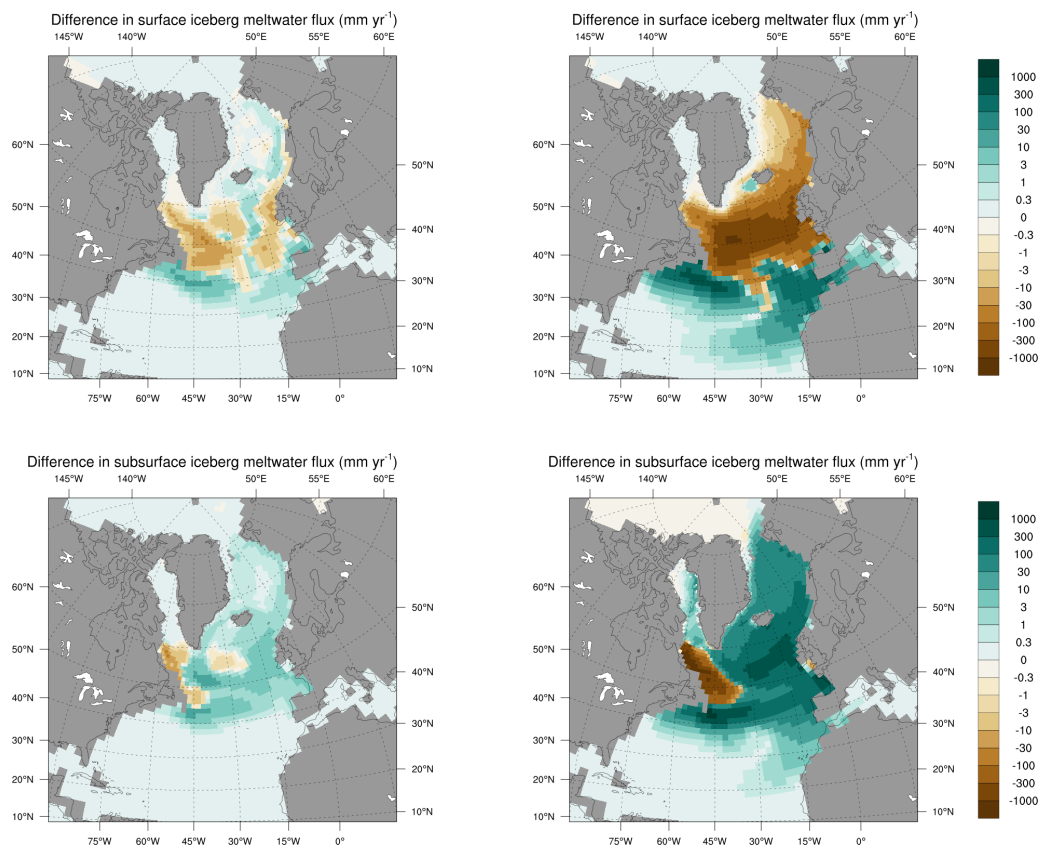 Difference in surface iceberg meltwater flux (mm yr-1) Difference in surface iceberg meltwater flux (mm yr-1)
145°W 140°W 50°E 55°E 60°E 145°W 140°W 50°E 55°E 60°E
1000
300
100
60°N 50°N 60°N 50°N 30
10
3
50°N 50°N 1
40°N 40°N 0.3
0
40°N 40°N -0.3
30°N 30°N -1
30°N 30°N -3
-10
20°N 20°N 20°N 20°N -30
-100
10°N 10°N 10°N 10°N -300
-1000
75°W 60°W 45°W 30°W 15°W 0° 75°W 60°W 45°W 30°W 15°W 0°
Difference in subsurface iceberg meltwater flux (mm yr-1) Difference in subsurface iceberg meltwater flux (mm yr-1)
145°W 140°W 50°E 55°E 60°E 145°W 140°W 50°E 55°E 60°E
1000
300
100
60°N 50°N 60°N 50°N 30
10
3
50°N 50°N 1
40°N 40°N 0.3
0
40°N 40°N -0.3
30°N 30°N -1
30°N 30°N -3
-10
20°N 20°N 20°N 20°N -30
-100
10°N 10°N 10°N 10°N -300
-1000
75°W 60°W 45°W 30°W 15°W 0° 75°W 60°W 45°W 30°W 15°W 0°